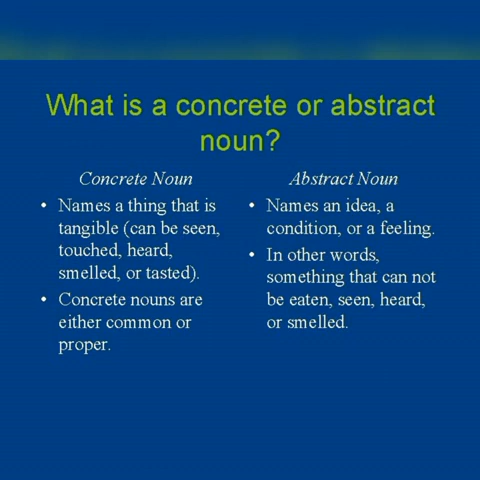 What is a concrete or abstract
noun?
Concrete Noun
• Names a thing that is
tangible (can be seen,
touched, heard,
smelled, or tasted).
• Concrete nouns are
either common or
proper.
Abstract Noun
• Names an idea, a
condition, or a feeling.
• In other words,
something that can not
be eaten, seen, heard,
or smelled.